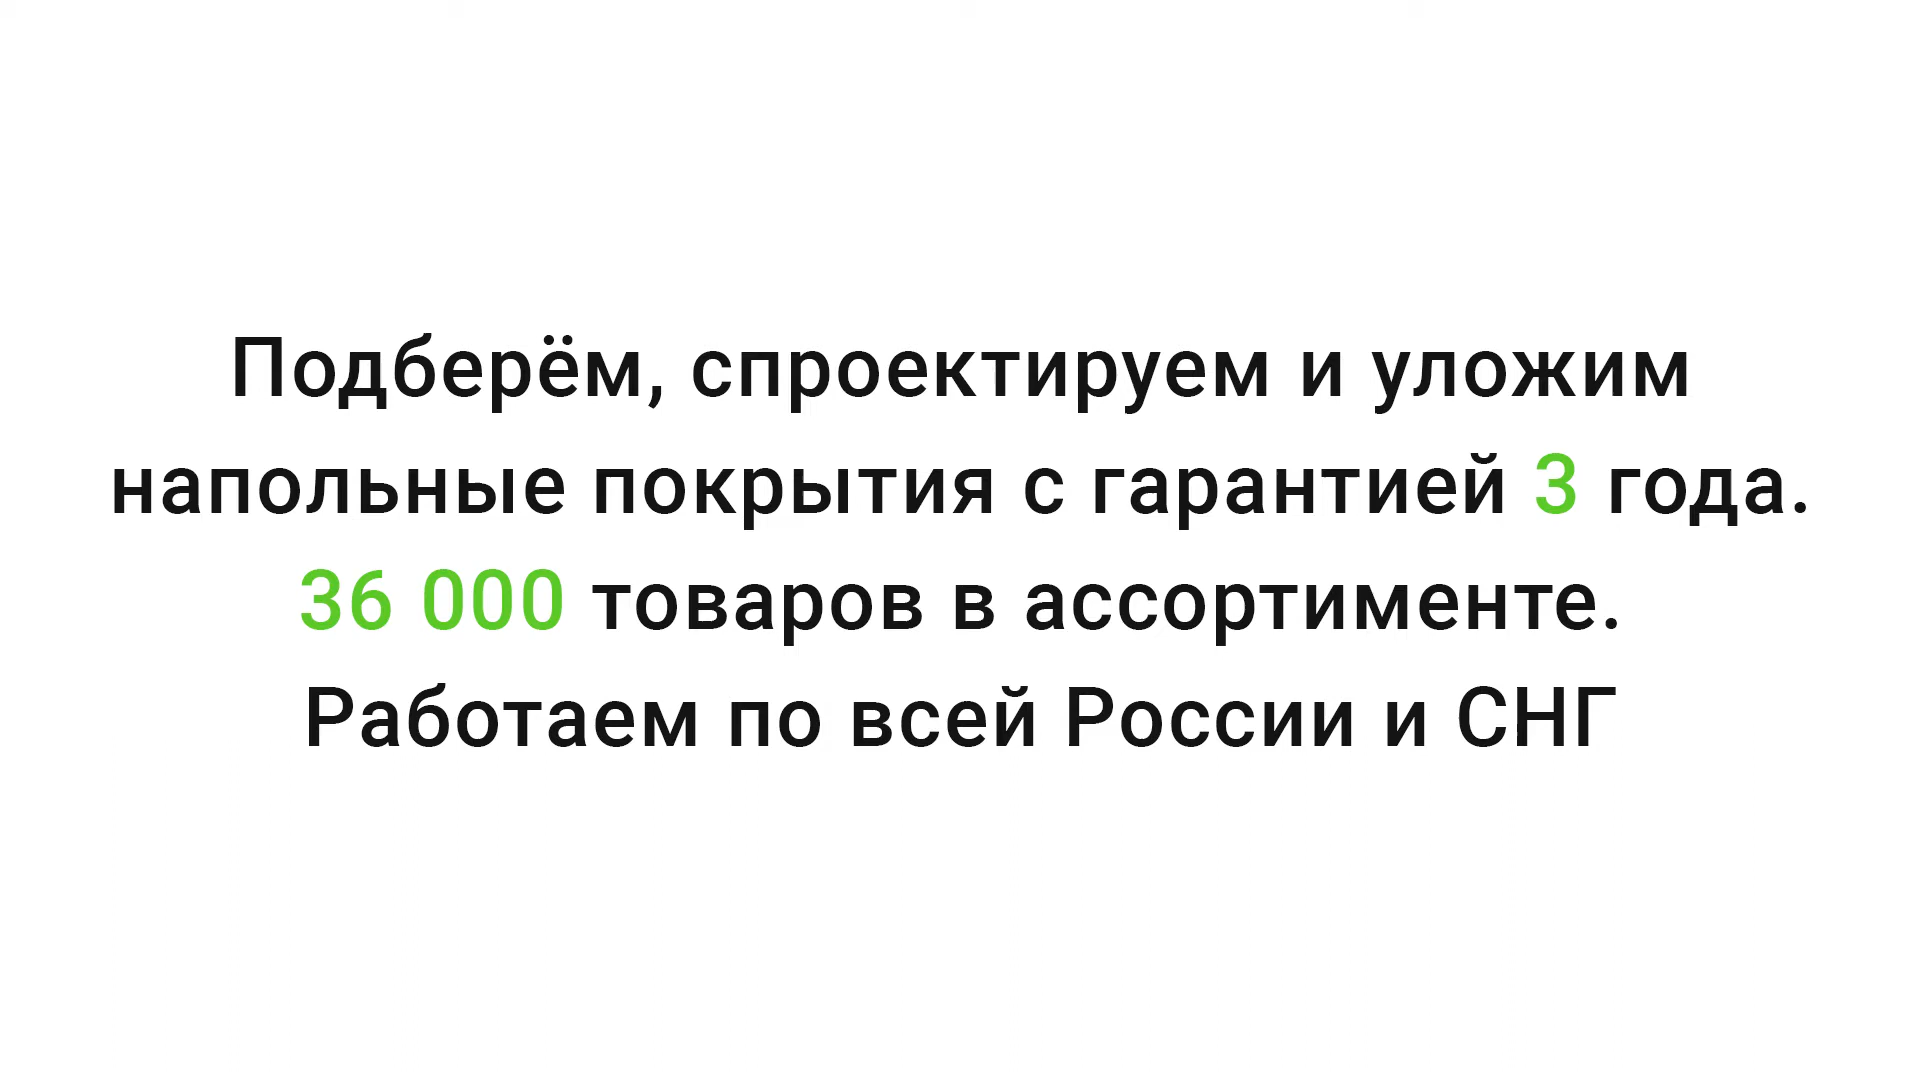 Подберём, спроектируем и уложим
напольные покрытия с гарантией 3 года.
36 000 товаров в ассортименте.
Работаем по всей России и СНГ